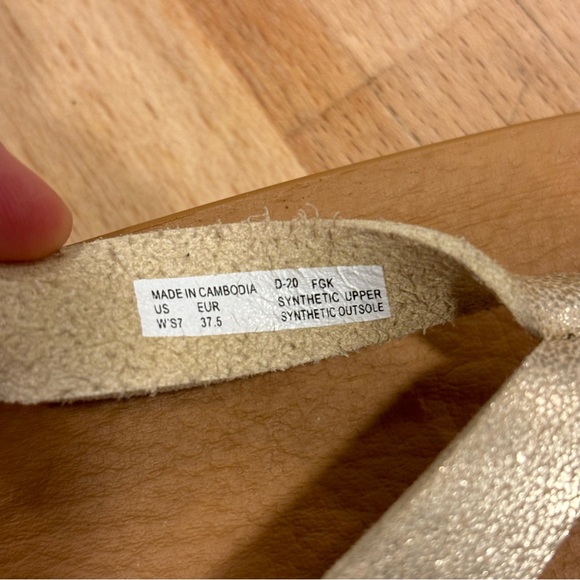 MADE IN CAMBODIA D-20 FGK
US EUR SYNTHETIC UPPER
W'S7 37.5 SYNTHETIC OUTSOLE